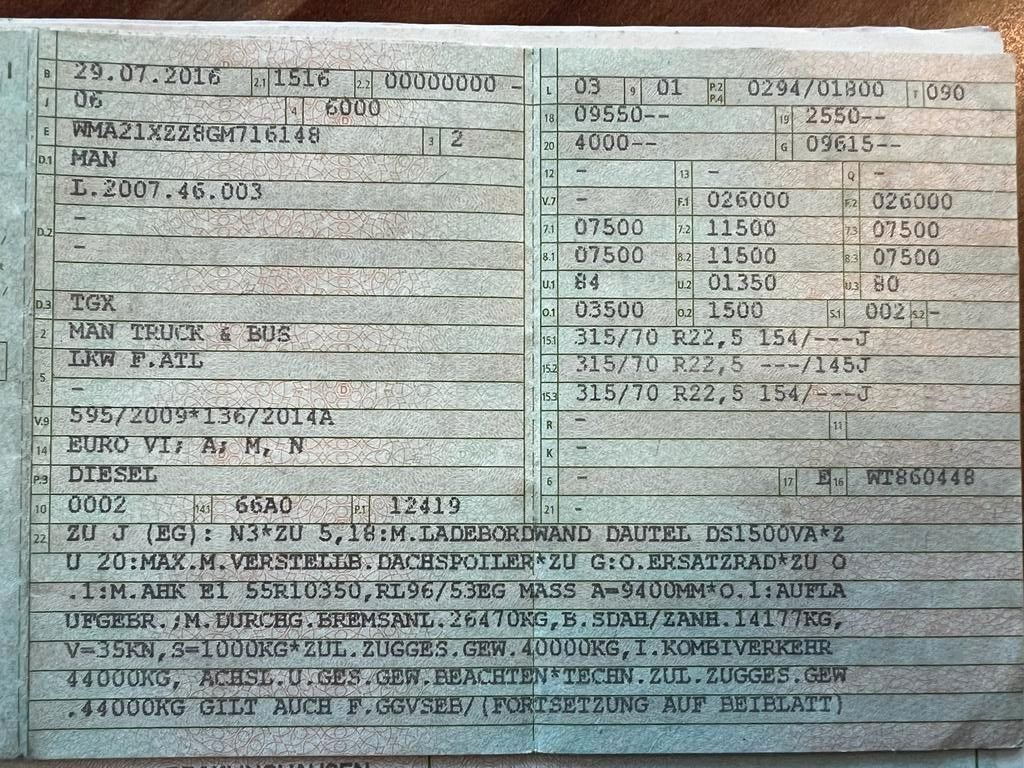 B 29.07.2016 2.1 1516 2.2 00000000 -
J 06 4 6000
E WMA21XZZ8GM716148 3 2
D.1 MAN
L.2007.46.003
D.2 -
-
D.3 TGX
2 MAN TRUCK & BUS
5 LKW F.ATL
-
V.9 595/2009*136/2014A
14 EURO VI; A; M, N
P.3 DIESEL
10 0002 14.1 66A0 P.1 12419
L 03 9 01 P.2 P.4 0294/01800 T 090
18 09550-- 19 2550--
20 4000-- G 09615--
12 - 13 - Q -
V.7 - F.1 026000 F.2 026000
7.1 07500 7.2 11500 7.3 07500
8.1 07500 8.2 11500 8.3 07500
U.1 84 U.2 01350 U.3 80
O.1 03500 O.2 1500 S.1 002 S.2 -
15.1 315/70 R22,5 154/---J
15.2 315/70 R22,5 ---/145J
15.3 315/70 R22,5 154/---J
R - 11
K -
6 - 17 E 16 WT860448
21 -
22 ZU J (EG): N3*ZU 5,18:M.LADEBORDWAND DAUTEL DS1500VA*Z
U 20:MAX.M.VERSTELLB.DACHSPOILER*ZU G:O.ERSATZRAD*ZU O
.1:M.AHK E1 55R10350,RL96/53EG MASS A=9400MM*O.1:AUFLA
UFGEBR.;M.DURCHG.BREMSANL.26470KG,B.SDAH/ZANH.14177KG,
V=35KN,S=1000KG*ZUL.ZUGGES.GEW.40000KG,I.KOMBIVERKEHR
44000KG, ACHSL.U.GES.GEW.BEACHTEN*TECHN.ZUL.ZUGGES.GEW
.44000KG GILT AUCH F.GGVSEB/(FORTSETZUNG AUF BEIBLATT)